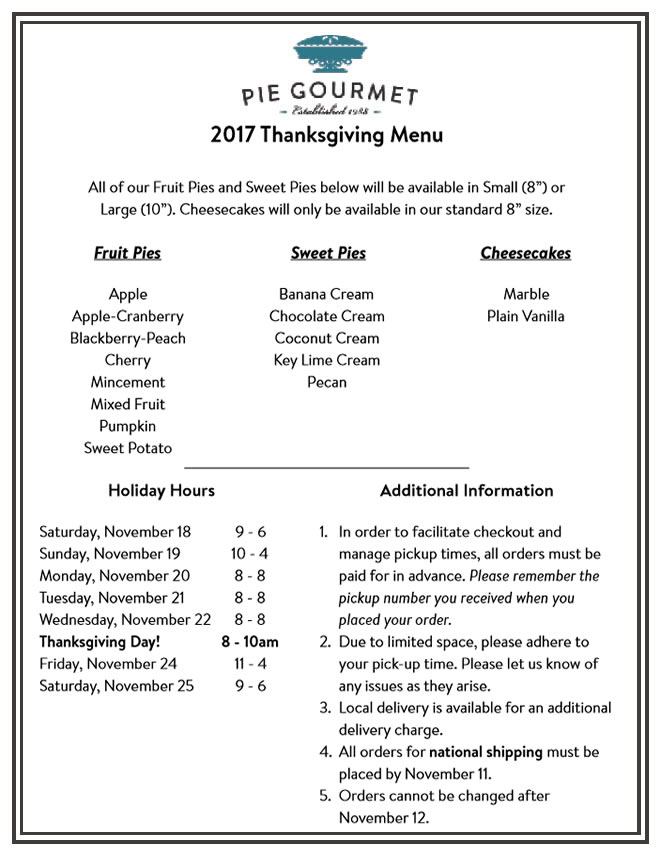 PIE GOURMET
Established 1988
2017 Thanksgiving Menu
All of our Fruit Pies and Sweet Pies below will be available in Small (8”) or
Large (10”). Cheesecakes will only be available in our standard 8” size.
Fruit Pies
Apple
Apple-Cranberry
Blackberry-Peach
Cherry
Mincement
Mixed Fruit
Pumpkin
Sweet Potato
Sweet Pies
Banana Cream
Chocolate Cream
Coconut Cream
Key Lime Cream
Pecan
Cheesecakes
Marble
Plain Vanilla
Holiday Hours
Saturday, November 18 9 - 6
Sunday, November 19 10 - 4
Monday, November 20 8 - 8
Tuesday, November 21 8 - 8
Wednesday, November 22 8 - 8
Thanksgiving Day! 8 - 10am
Friday, November 24 11 - 4
Saturday, November 25 9 - 6
Additional Information
1. In order to facilitate checkout and
manage pickup times, all orders must be
paid for in advance. Please remember the
pickup number you received when you
placed your order.
2. Due to limited space, please adhere to
your pick-up time. Please let us know of
any issues as they arise.
3. Local delivery is available for an additional
delivery charge.
4. All orders for national shipping must be
placed by November 11.
5. Orders cannot be changed after
November 12.